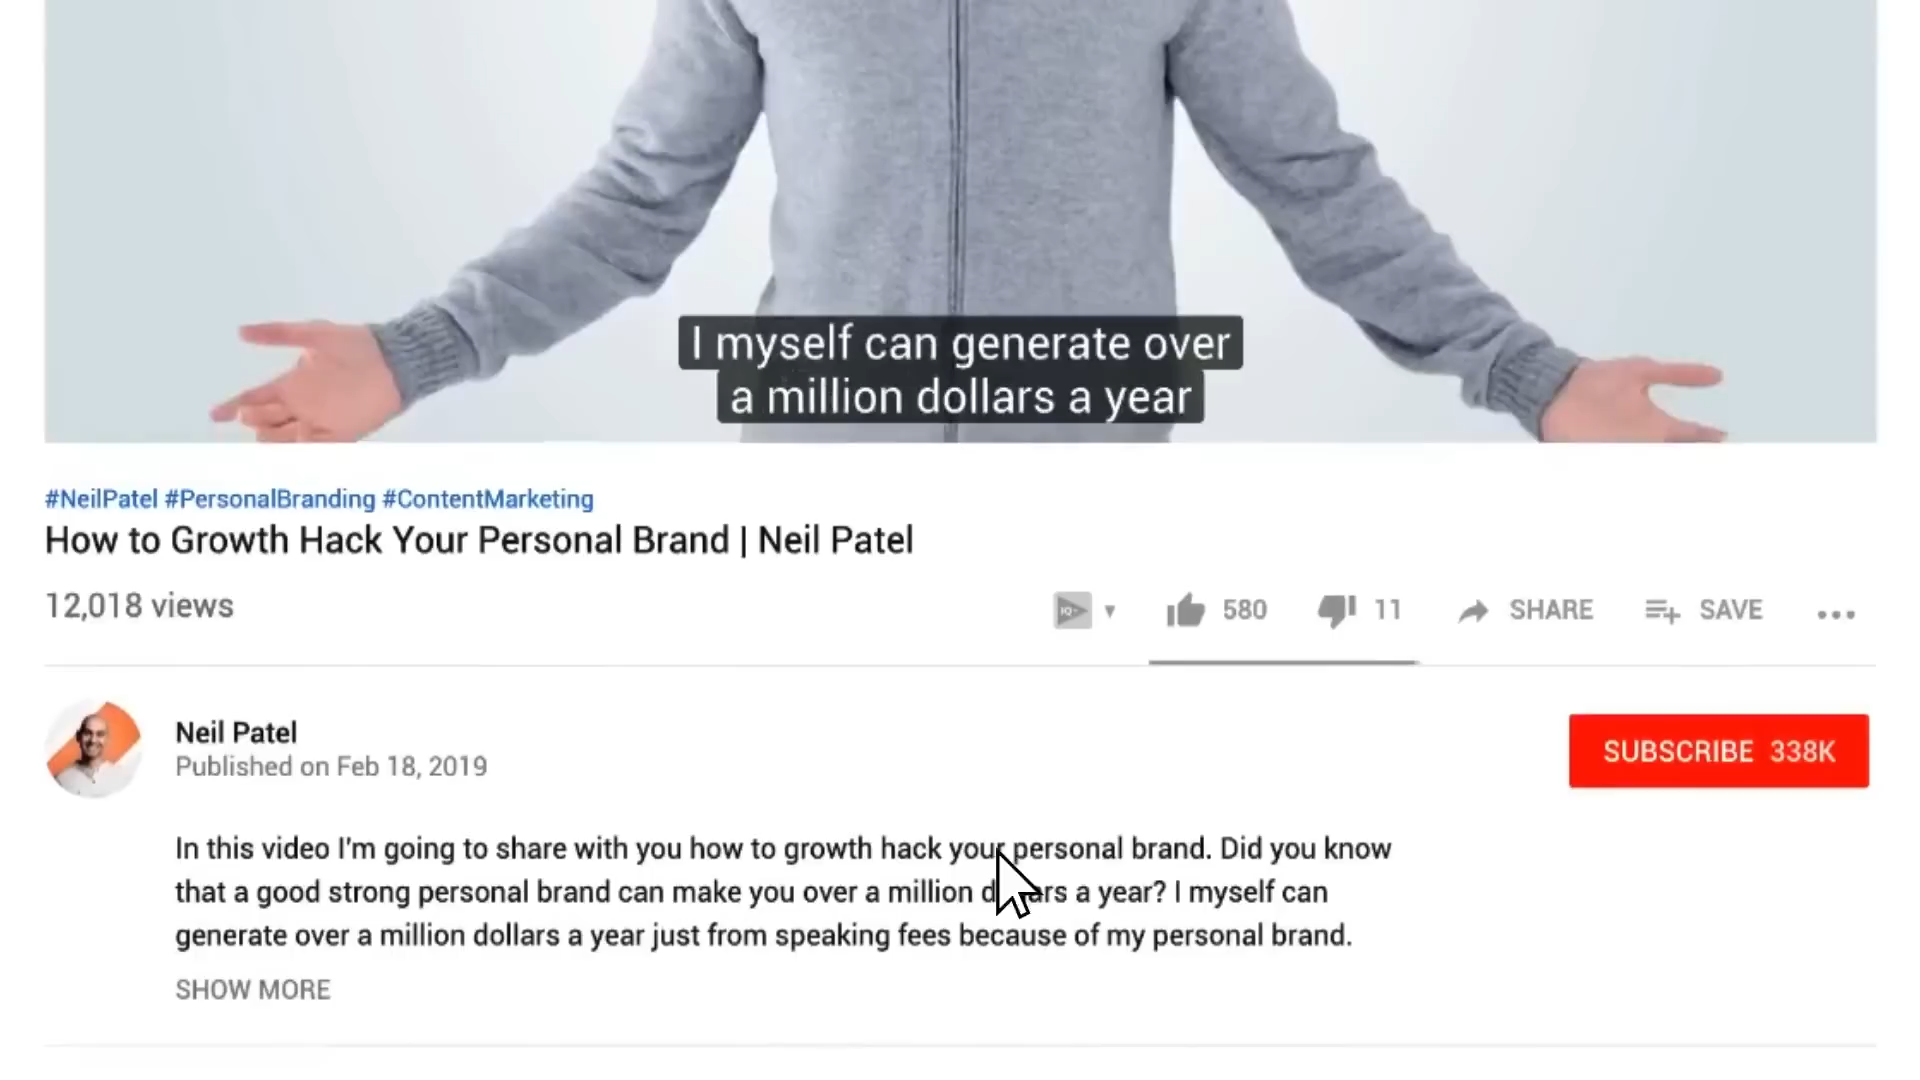 I myself can generate over
a million dollars a year
#NeilPatel #PersonalBranding #ContentMarketing
How to Growth Hack Your Personal Brand | Neil Patel
12,018 views
IQ 580 11 SHARE SAVE
Neil Patel
Published on Feb 18, 2019
SUBSCRIBE 338K
In this video I'm going to share with you how to growth hack your personal brand. Did you know
that a good strong personal brand can make you over a million dollars a year? I myself can
generate over a million dollars a year just from speaking fees because of my personal brand.
SHOW MORE